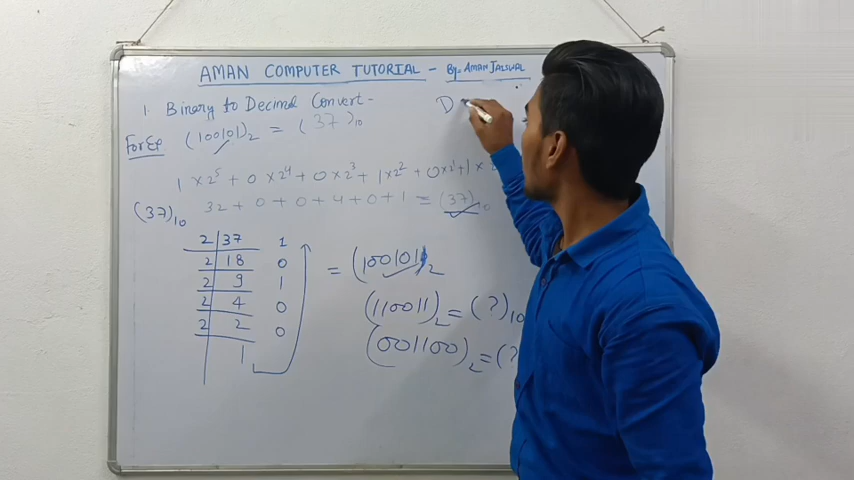 AMAN COMPUTER TUTORIAL - By= AMAN JAISWAL
1. Binary to Decimal Convert -
D
For Ex (100101)₂ = (37)₁₀
1×2⁵ + 0×2⁴ + 0×2³ + 1×2² + 0×2¹ + 1×2
32 + 0 + 0 + 4 + 0 + 1 = (37)₁₀
(37)₁₀
2 37 1
2 18 0
2 9 1
2 4 0
2 2 0
1
= (100101)₂
(110011)₂ = (?)₁₀
(001100)₂ = (?